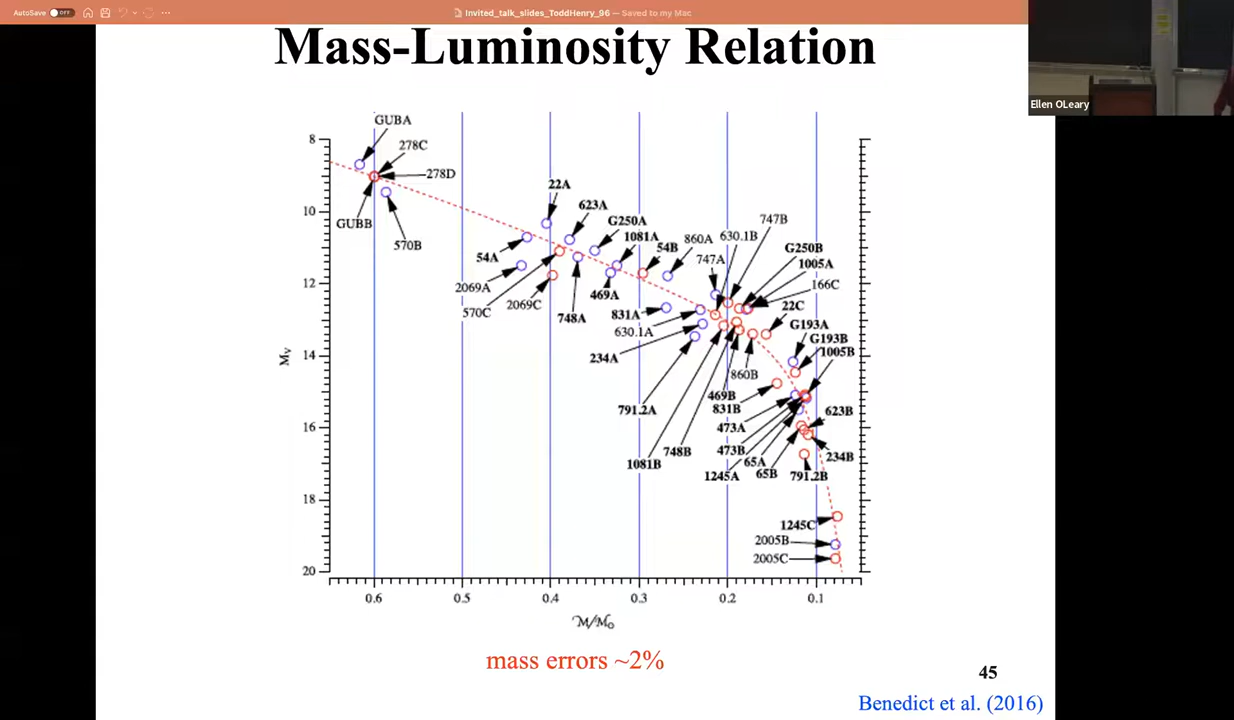 AutoSave OFF
Invited_talk_slides_ToddHenry_96 — Saved to my Mac
Mass-Luminosity Relation
Ellen OLeary
GUBA
8
278C
278D
22A
623A
GUBB
10
G250A
747B
570B
1081A
54B
860A
630.1B
G250B
54A
747A
1005A
2069A
166C
12
469A
2069C
22C
570C
748A
831A
G193A
630.1A
G193B
1005B
234A
14
MV
860B
469B
791.2A
831B
623B
473A
16
473B
748B
234B
1081B
65A
1245A
65B
791.2B
18
1245C
2005B
2005C
20
0.6 0.5 0.4 0.3 0.2 0.1
M/M☉
mass errors ~2%
45
Benedict et al. (2016)